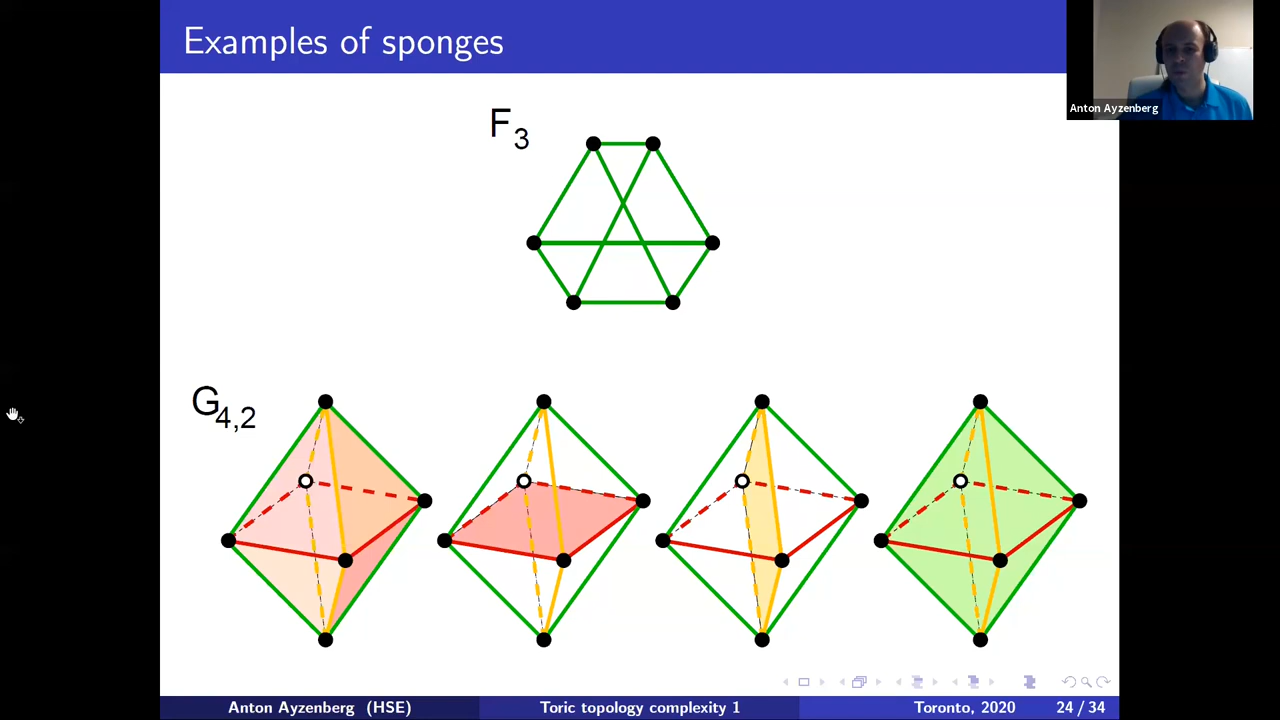 Examples of sponges
Anton Ayzenberg
F3
G4,2
Anton Ayzenberg (HSE)
Toric topology complexity 1
Toronto, 2020
24 / 34